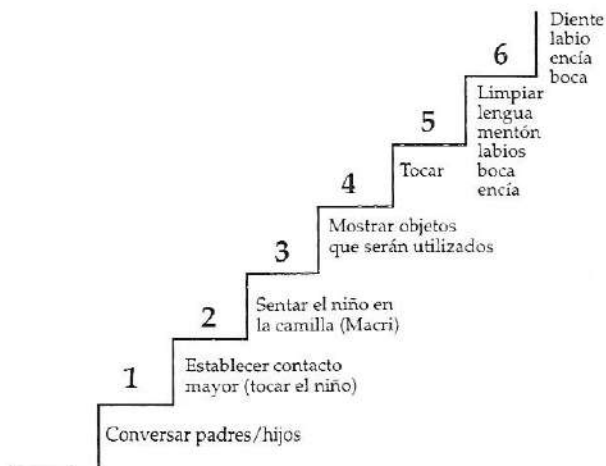 1
Conversar padres/hijos
2
Establecer contacto
mayor (tocar el niño)
3
Sentar el niño en
la camilla (Macri)
4
Mostrar objetos
que serán utilizados
5
Tocar
6
Limpiar
lengua
mentón
labios
boca
encía
Diente
labio
encía
boca